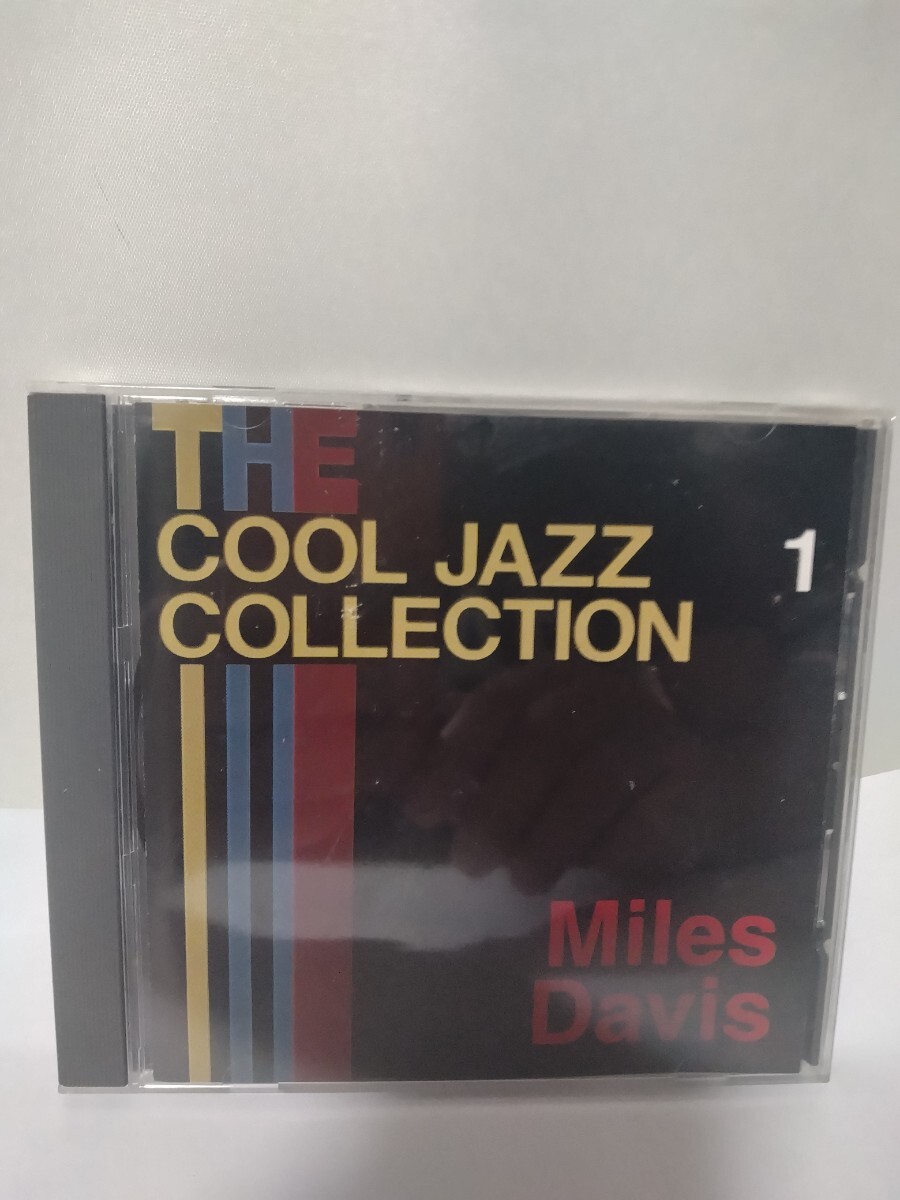 THE
COOL JAZZ
COLLECTION
1
Miles
Davis